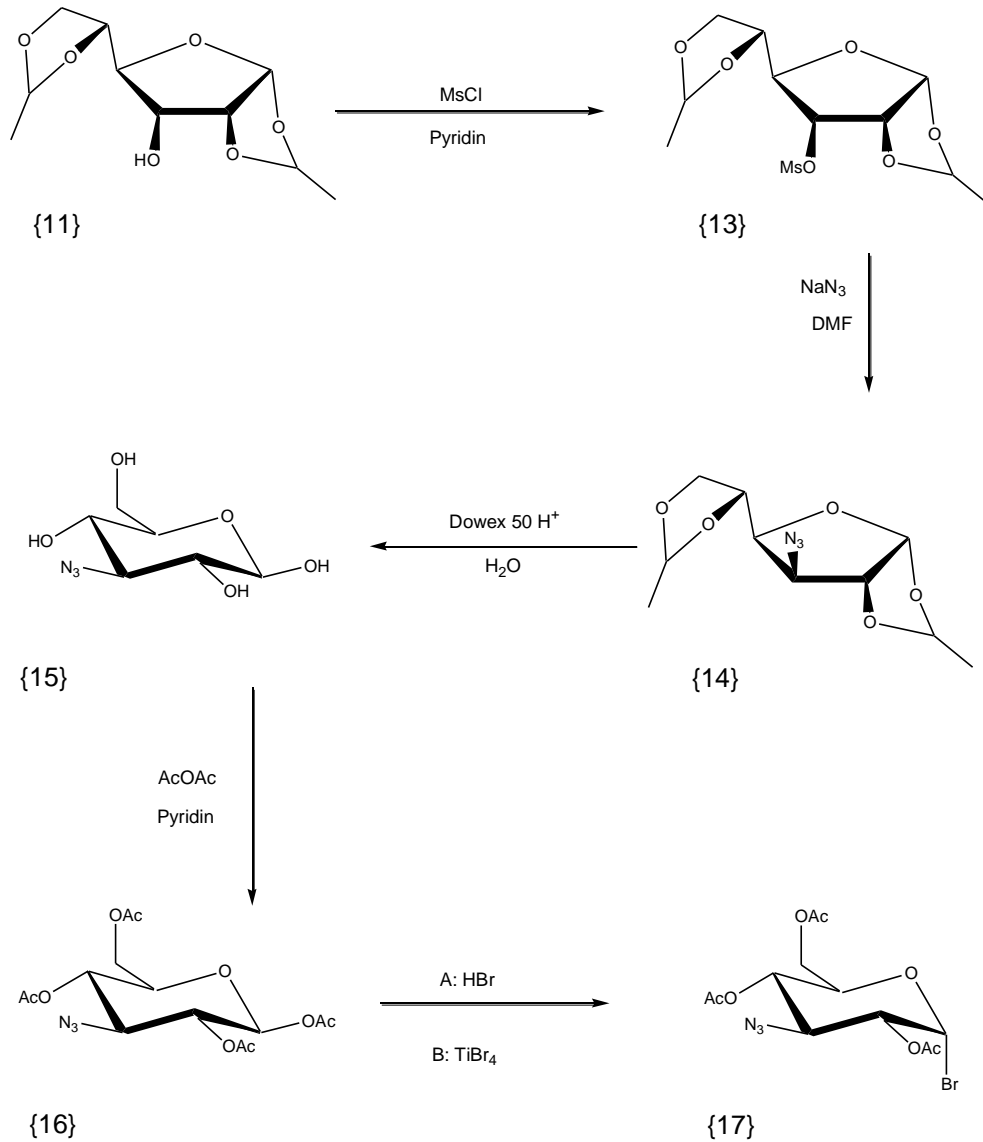 O
O
O
O
O
HO
{11}
MsCl
Pyridin
O
O
O
O
O
MsO
{13}
NaN3
DMF
OH
O
HO
N3
OH
OH
{15}
Dowex 50 H+
H2O
O
O
O
N3
O
O
{14}
AcOAc
Pyridin
OAc
O
AcO
N3
OAc
OAc
{16}
A: HBr
B: TiBr4
OAc
O
AcO
N3
OAc
Br
{17}